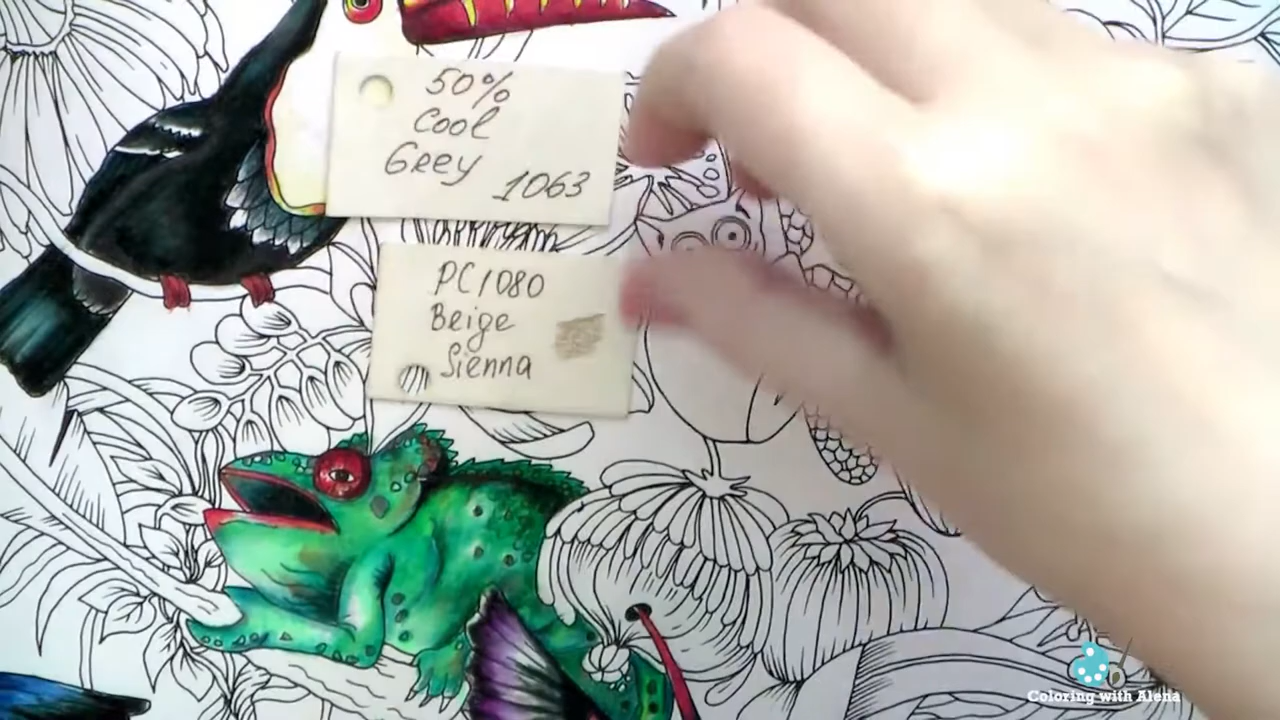 50%
Cool
Grey 1063
PC1080
Beige
Sienna
Coloring with Alena